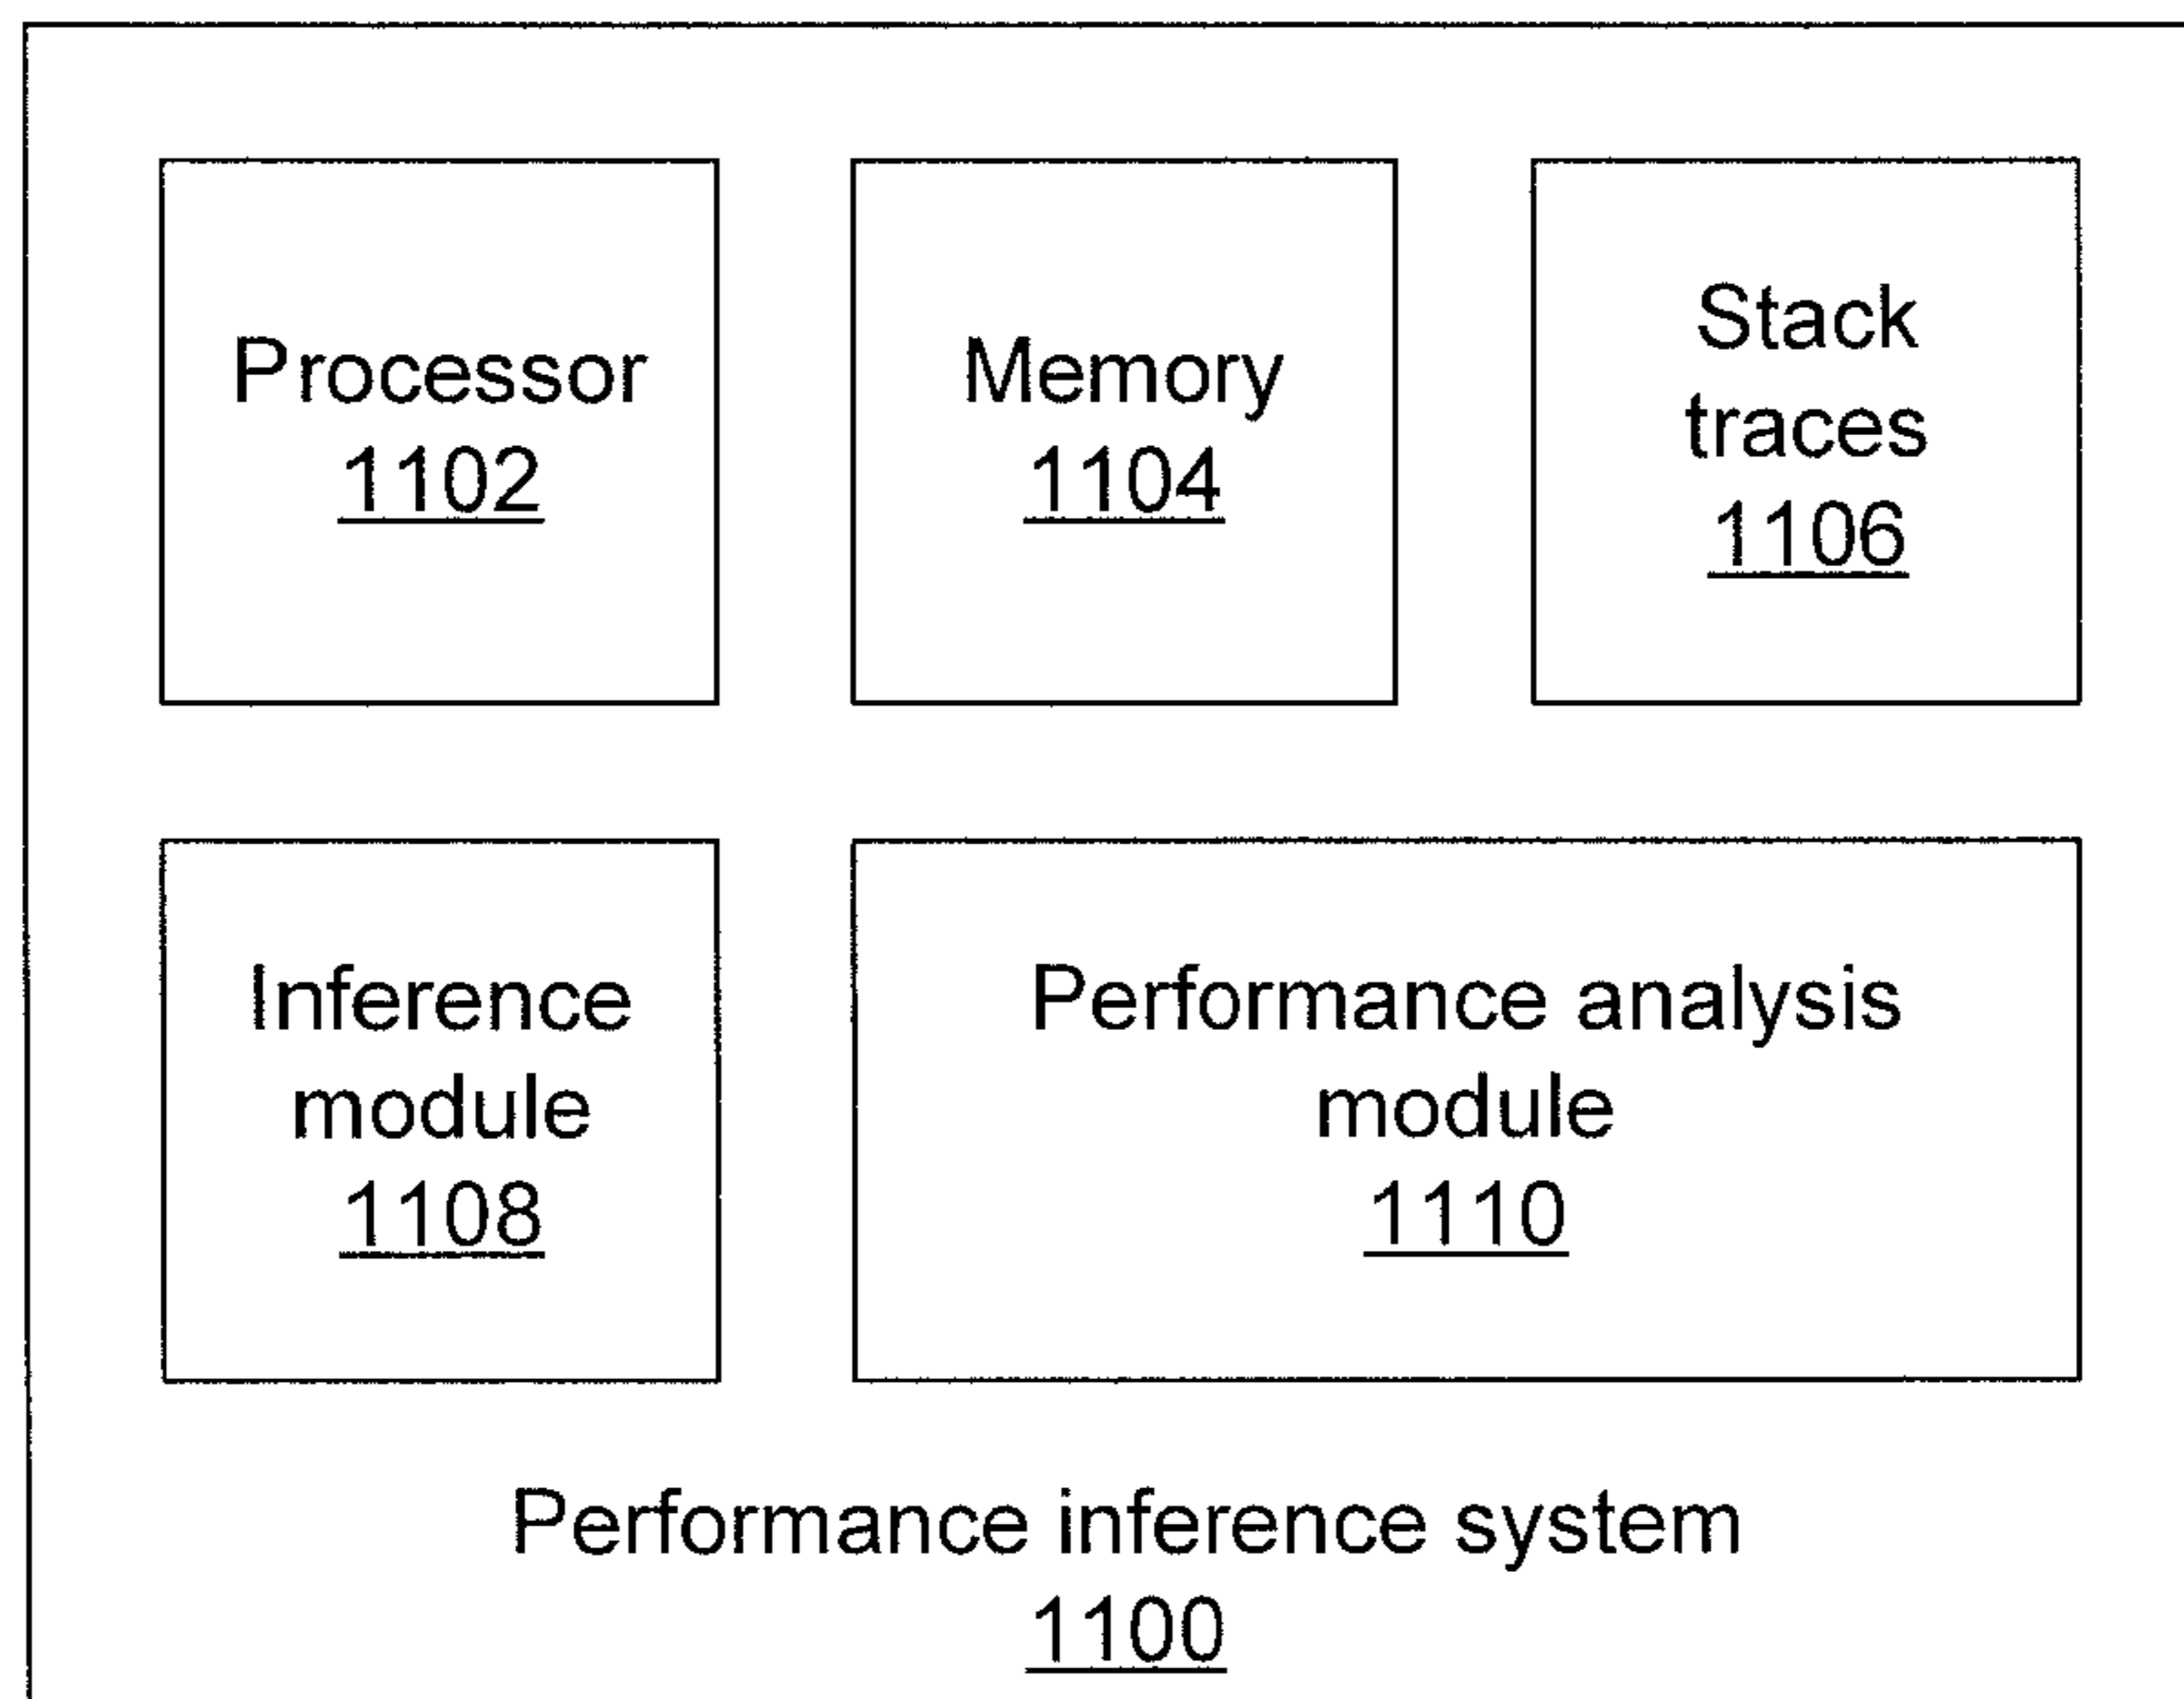 Processor
1102
Memory
1104
Stack
traces
1106
Inference
module
1108
Performance analysis
module
1110
Performance inference system
1100